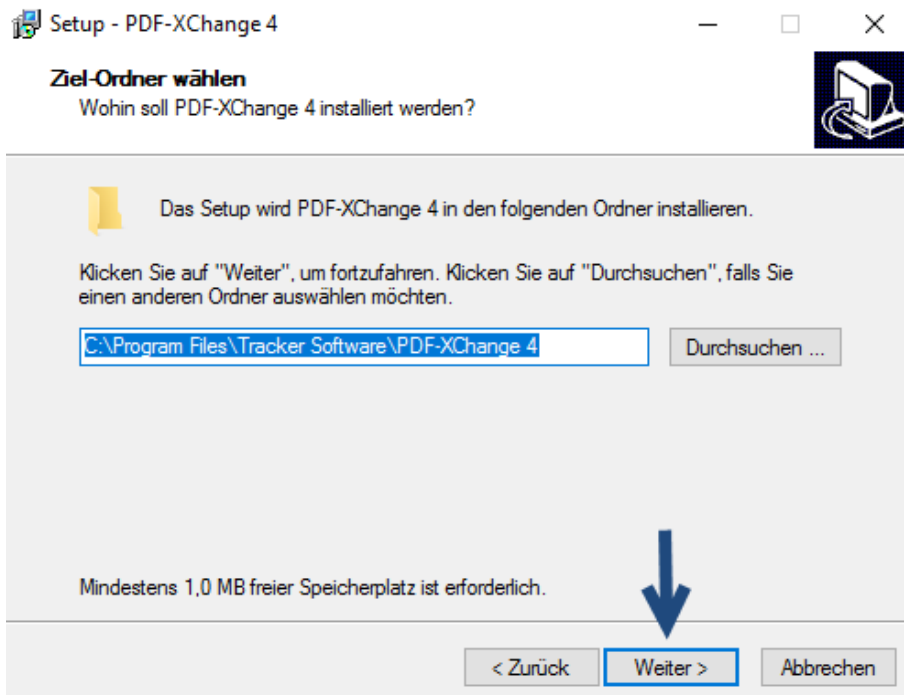 Setup - PDF-XChange 4
Ziel-Ordner wählen
Wohin soll PDF-XChange 4 installiert werden?
Das Setup wird PDF-XChange 4 in den folgenden Ordner installieren.
Klicken Sie auf "Weiter", um fortzufahren. Klicken Sie auf "Durchsuchen", falls Sie
einen anderen Ordner auswählen möchten.
C:\Program Files\Tracker Software\PDF-XChange 4
Durchsuchen ...
Mindestens 1,0 MB freier Speicherplatz ist erforderlich.
< Zurück
Weiter >
Abbrechen